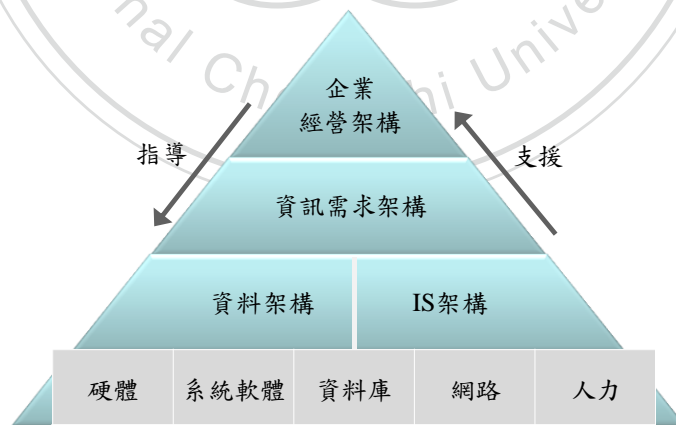 企業
經營架構
指導
支援
資訊需求架構
資料架構
IS架構
硬體
系統軟體
資料庫
網路
人力